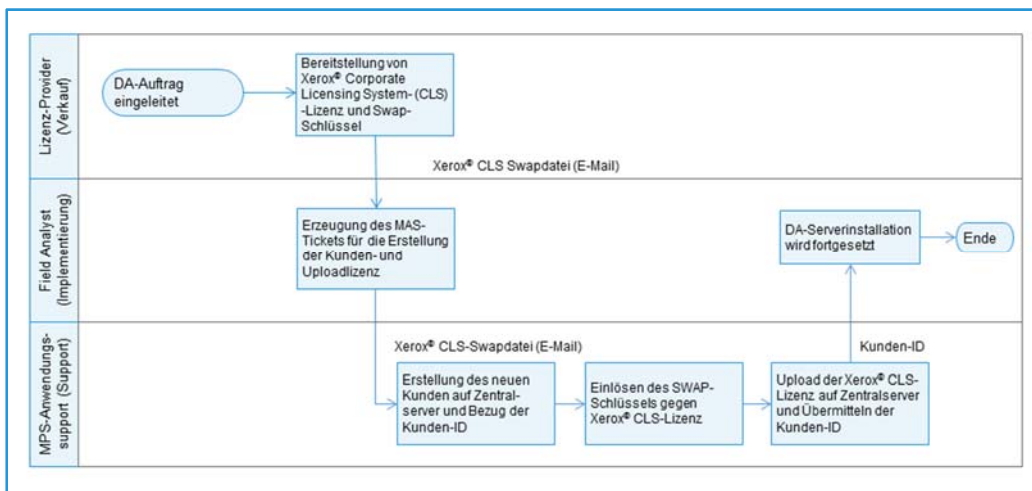 Lizenz-Provider
(Verkauf)
DA-Auftrag
eingeleitet
Bereitstellung von
Xerox® Corporate
Licensing System- (CLS)
-Lizenz und Swap-
Schlüssel
Xerox® CLS Swapdatei (E-Mail)
Field Analyst
(Implementierung)
Erzeugung des MAS-
Tickets für die Erstellung
der Kunden- und
Uploadlizenz
DA-Serverinstallation
wird fortgesetzt
Ende
MPS-Anwendungs-
support (Support)
Xerox® CLS-Swapdatei (E-Mail)
Kunden-ID
Erstellung des neuen
Kunden auf Zentral-
server und Bezug der
Kunden-ID
Einlösen des SWAP-
Schlüssels gegen
Xerox® CLS-Lizenz
Upload der Xerox® CLS-
Lizenz auf Zentralserver
und Übermitteln der
Kunden-ID